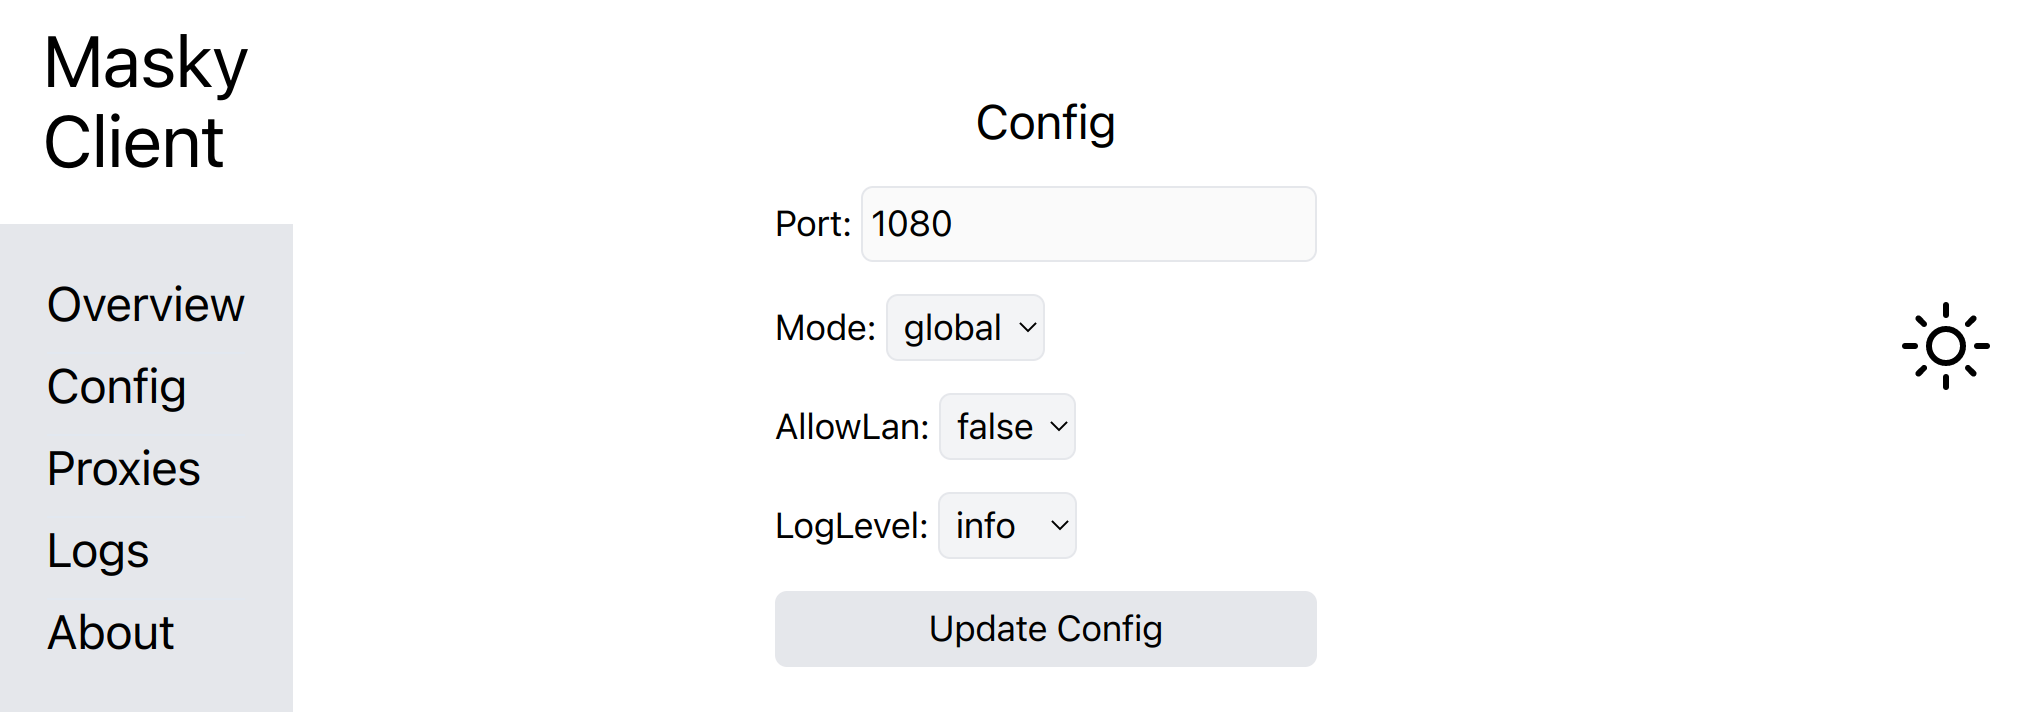 Masky
Client
Overview
Config
Proxies
Logs
About
Config
Port: 1080
Mode: global
AllowLan: false
LogLevel: info
Update Config